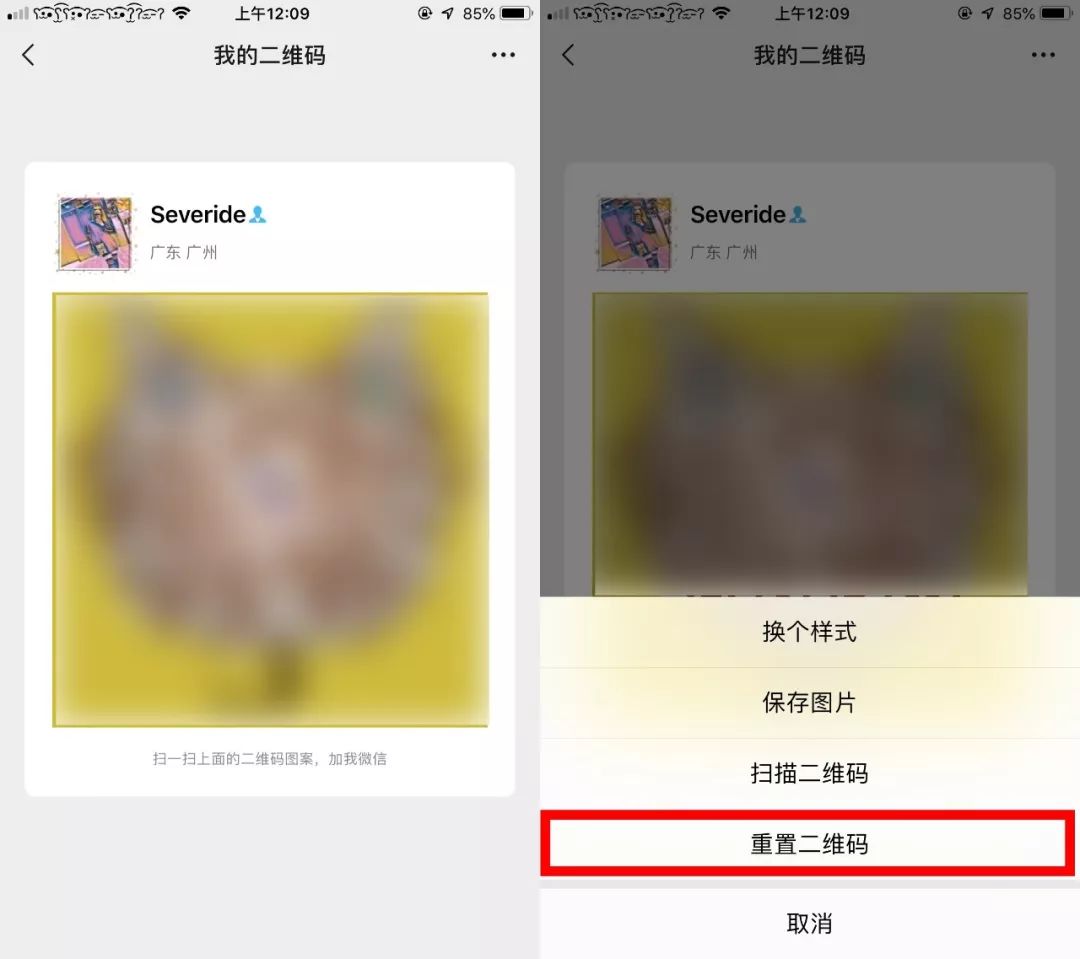 上午12:09
85%
我的二维码
Severide
广东 广州
扫一扫上面的二维码图案，加我微信
上午12:09
85%
我的二维码
Severide
广东 广州
换个样式
保存图片
扫描二维码
重置二维码
取消